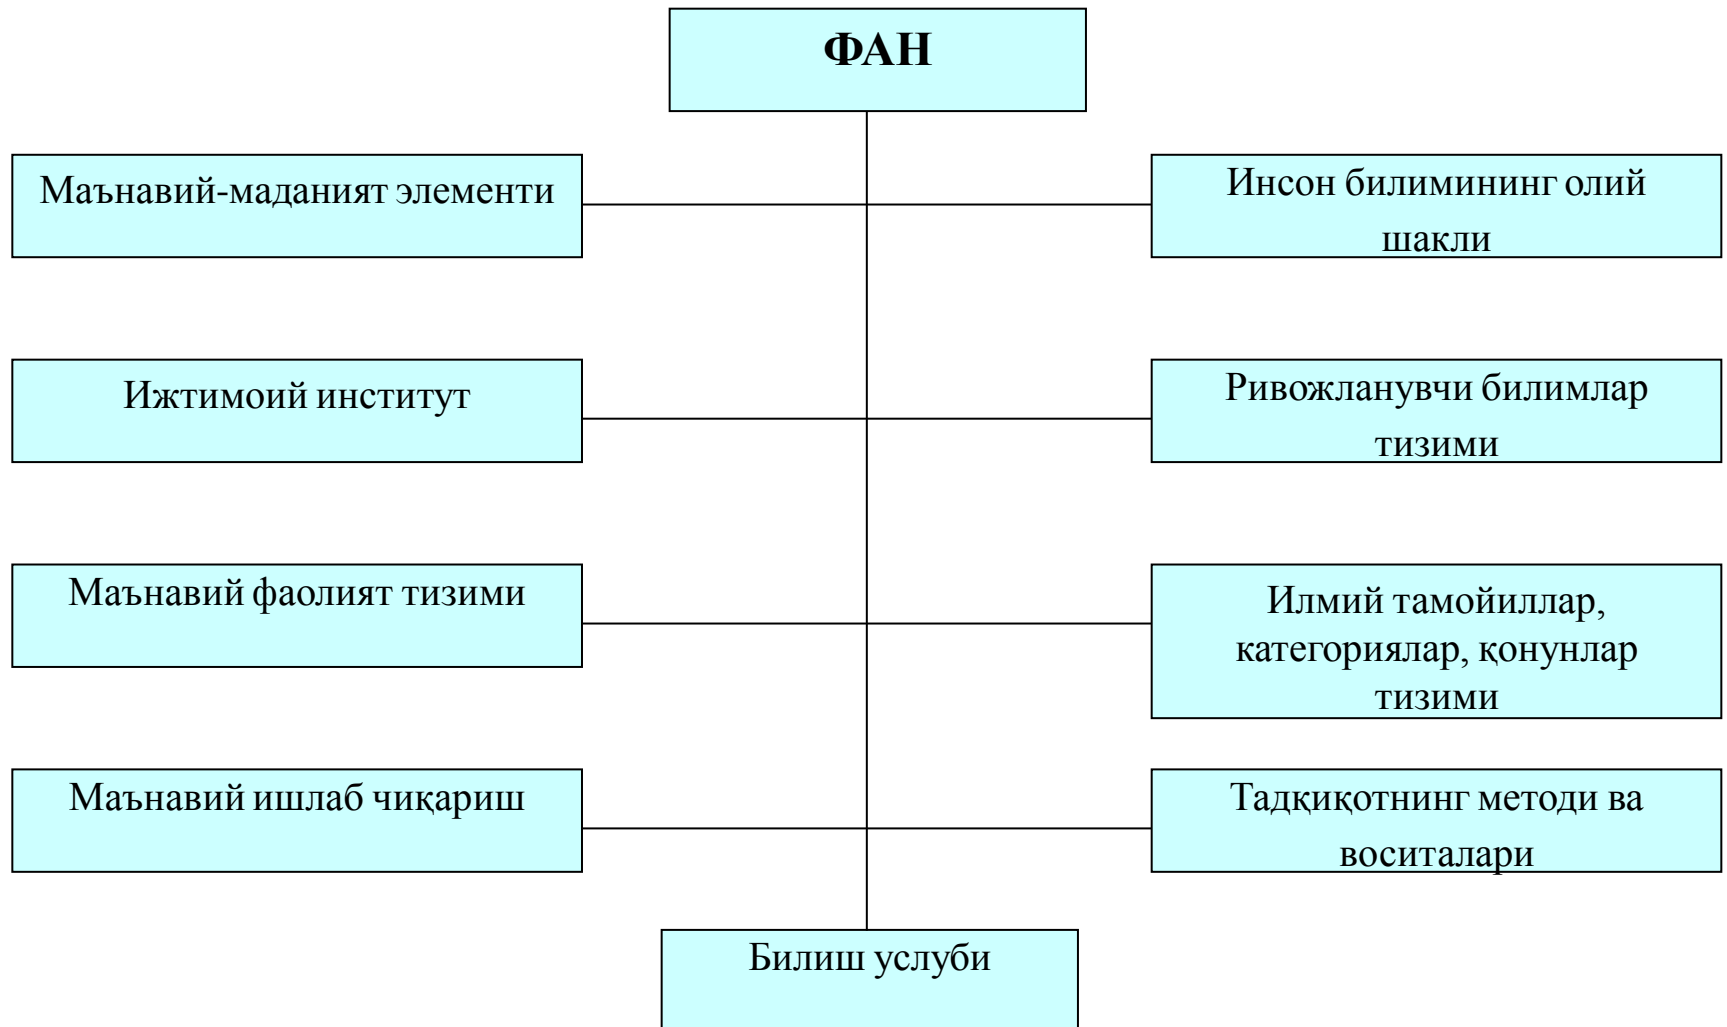 ФАН
Маънавий-маданият элементи
Инсон билимининг олий
шакли
Ижтимоий институт
Ривожланувчи билимлар
тизими
Маънавий фаолият тизими
Илмий тамойиллар,
категориялар, қонунлар
тизими
Маънавий ишлаб чиқариш
Тадқиқотнинг методи ва
воситалари
Билиш услуби